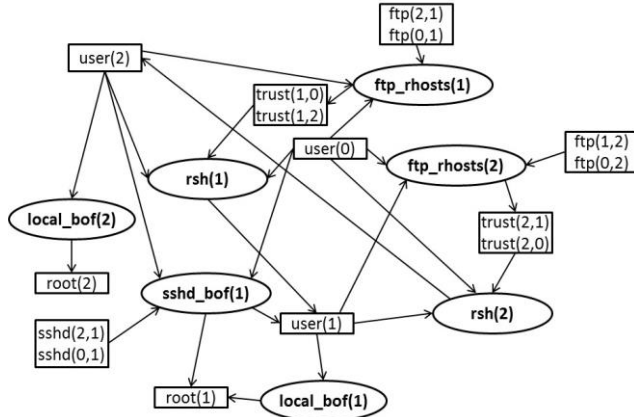 ftp(2,1)
ftp(0,1)
user(2)
ftp_rhosts(1)
trust(1,0)
trust(1,2)
user(0)
ftp(1,2)
ftp(0,2)
ftp_rhosts(2)
rsh(1)
local_bof(2)
trust(2,1)
trust(2,0)
root(2)
sshd_bof(1)
rsh(2)
user(1)
sshd(2,1)
sshd(0,1)
root(1)
local_bof(1)